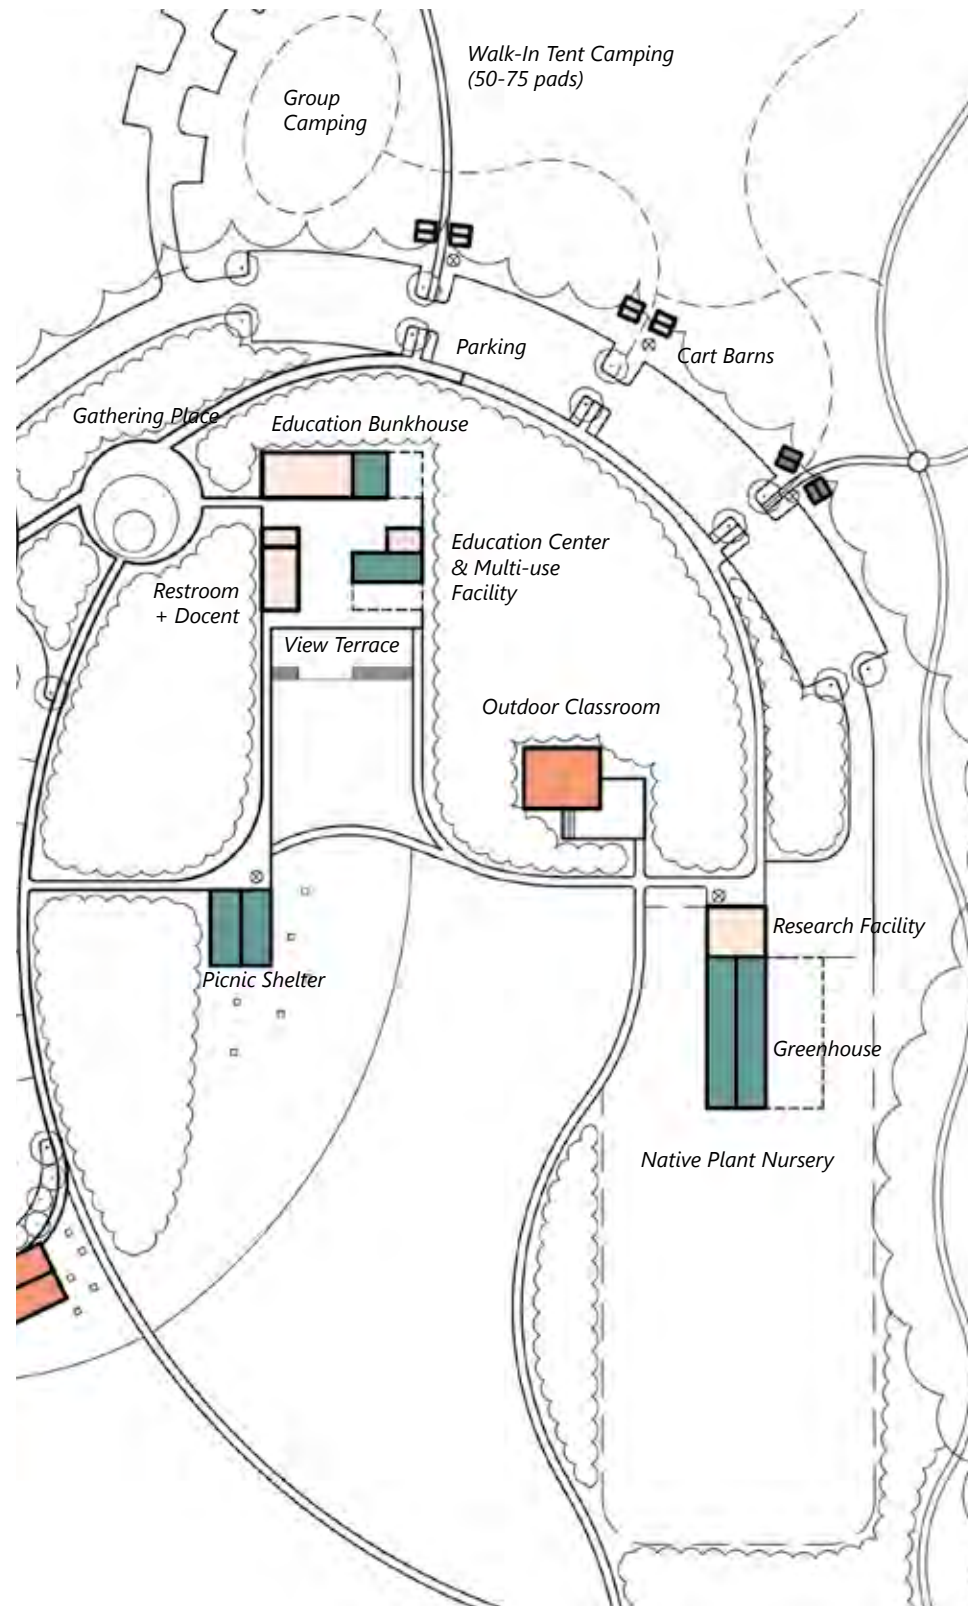 Walk-In Tent Camping
(50-75 pads)
Group
Camping
Parking
Cart Barns
Gathering Place
Education Bunkhouse
Education Center
& Multi-use
Facility
Restroom
+ Docent
View Terrace
Outdoor Classroom
Research Facility
Picnic Shelter
Greenhouse
Native Plant Nursery